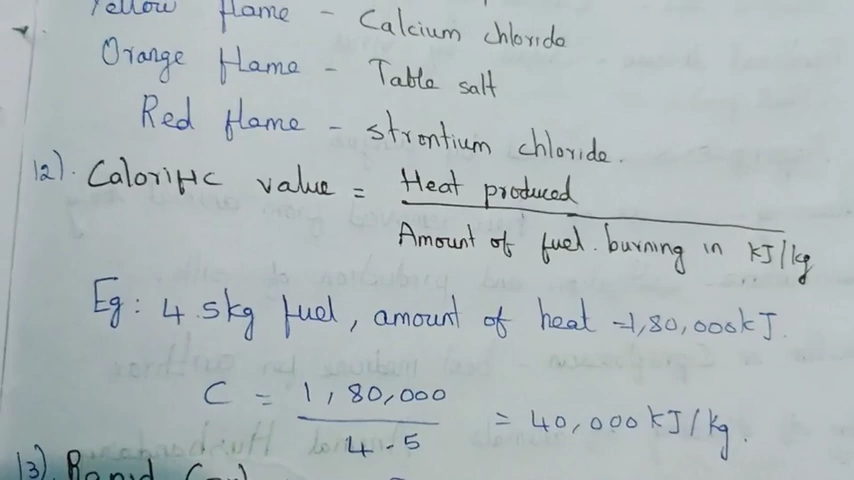 Yellow flame - Calcium chloride
Orange flame - Table salt
Red flame - strontium chloride.
12). Calorific value = Heat produced
Amount of fuel burning in kJ/kg
Eg: 4.5kg fuel, amount of heat -1,80,000kJ.
C = 1,80,000
4.5
= 40,000 KJ/kg.
13). Rapid